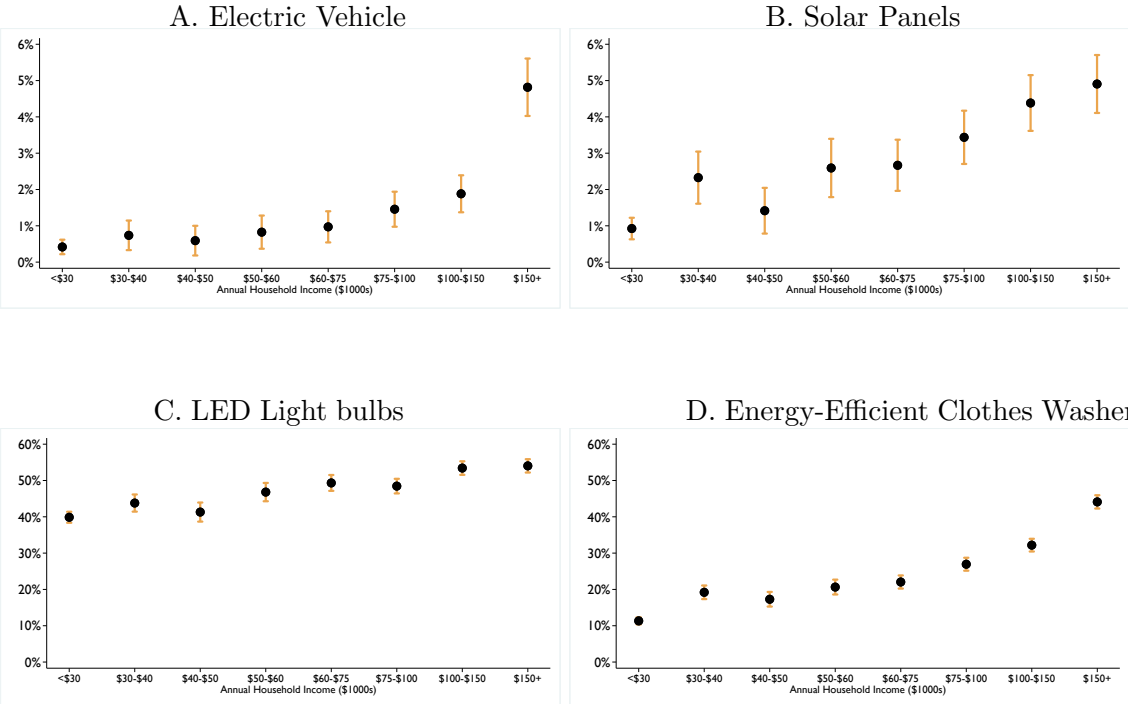 A. Electric Vehicle
6%
5%
4%
3%
2%
1%
0%
<$30 $30-$40 $40-$50 $50-$60 $60-$75 $75-$100 $100-$150 $150+
Annual Household Income ($1000s)
B. Solar Panels
6%
5%
4%
3%
2%
1%
0%
<$30 $30-$40 $40-$50 $50-$60 $60-$75 $75-$100 $100-$150 $150+
Annual Household Income ($1000s)
C. LED Light bulbs
60%
50%
40%
30%
20%
10%
0%
<$30 $30-$40 $40-$50 $50-$60 $60-$75 $75-$100 $100-$150 $150+
Annual Household Income ($1000s)
D. Energy-Efficient Clothes Washer
60%
50%
40%
30%
20%
10%
0%
<$30 $30-$40 $40-$50 $50-$60 $60-$75 $75-$100 $100-$150 $150+
Annual Household Income ($1000s)